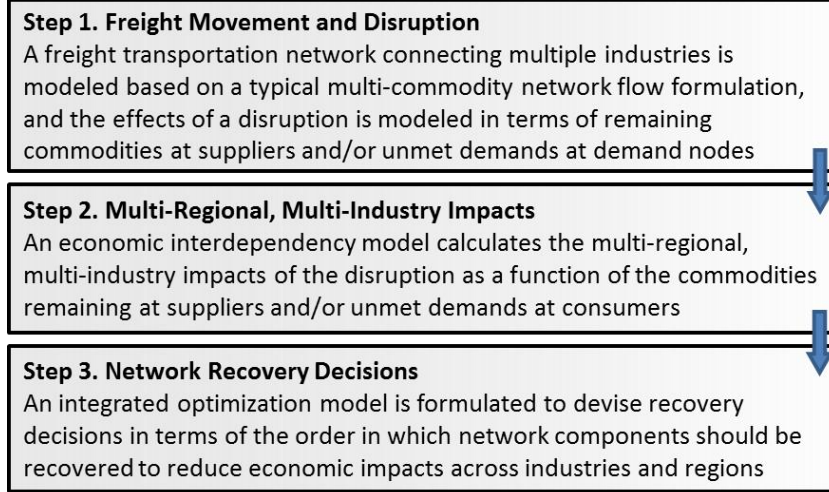 Step 1. Freight Movement and Disruption
A freight transportation network connecting multiple industries is
modeled based on a typical multi-commodity network flow formulation,
and the effects of a disruption is modeled in terms of remaining
commodities at suppliers and/or unmet demands at demand nodes
Step 2. Multi-Regional, Multi-Industry Impacts
An economic interdependency model calculates the multi-regional,
multi-industry impacts of the disruption as a function of the commodities
remaining at suppliers and/or unmet demands at consumers
Step 3. Network Recovery Decisions
An integrated optimization model is formulated to devise recovery
decisions in terms of the order in which network components should be
recovered to reduce economic impacts across industries and regions